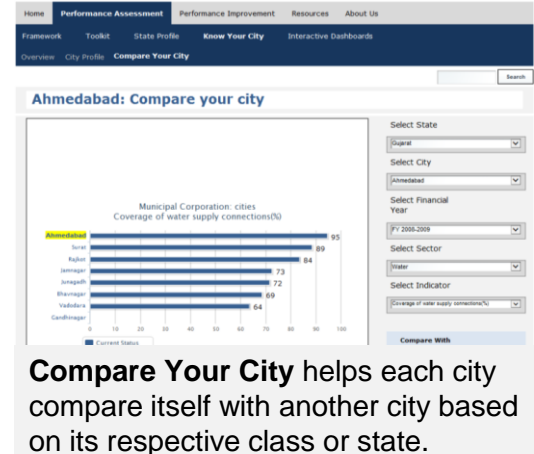 Home Performance Assessment Performance Improvement Resources About Us
Framework Toolkit State Profile Know Your City Interactive Dashboards
Overview City Profile Compare Your City
Search
Ahmedabad: Compare your city
Select State
Gujarat
Select City
Ahmedabad
Select Financial
Year
FY 2008-2009
Select Sector
Water
Select Indicator
Coverage of water supply connections(%)
Compare With
Municipal Corporation: cities
Coverage of water supply connections(%)
Ahmedabad 95
Surat 89
Rajkot 84
Jamnagar 73
Junagadh 72
Bhavnagar 69
Vadodara 64
Gandhinagar
0 10 20 30 40 50 60 70 80 90 100
Current Status
Compare Your City helps each city
compare itself with another city based
on its respective class or state.